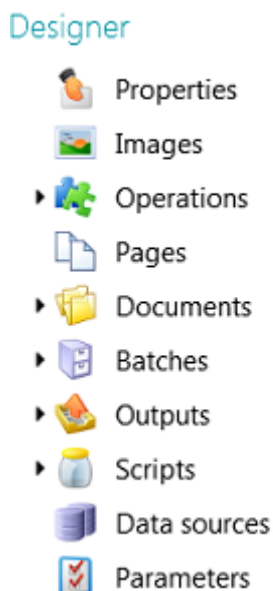 Designer
Properties
Images
Operations
Pages
Documents
Batches
Outputs
Scripts
Data sources
Parameters